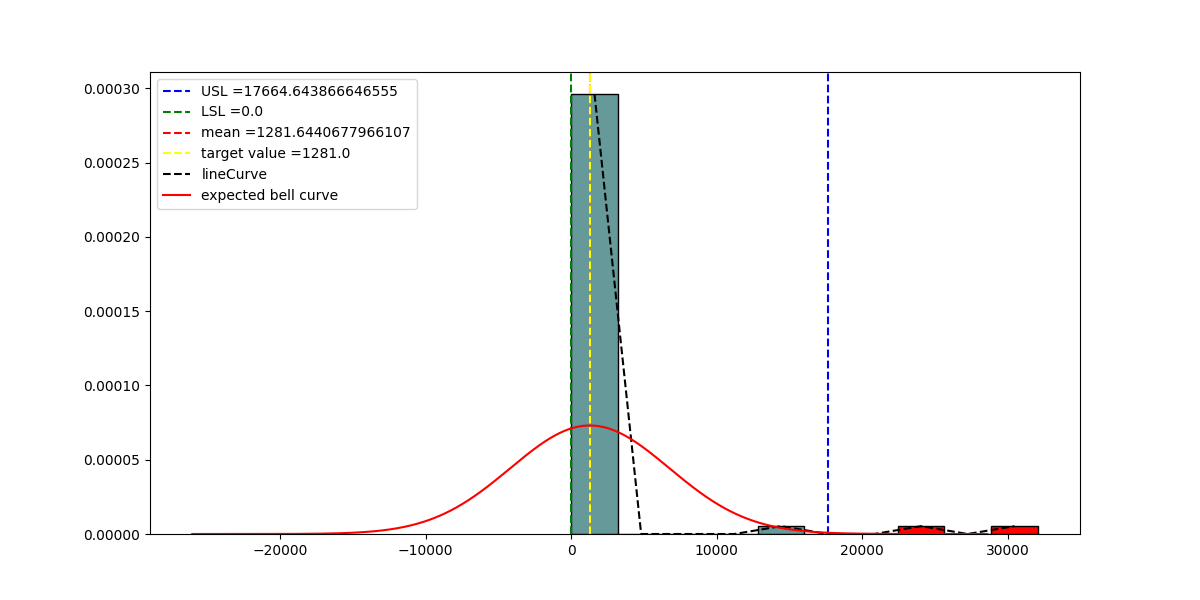 USL =17664.643866646555
LSL =0.0
mean =1281.6440677966107
target value =1281.0
lineCurve
expected bell curve
0.00030
0.00025
0.00020
0.00015
0.00010
0.00005
0.00000
−20000
−10000
0
10000
20000
30000